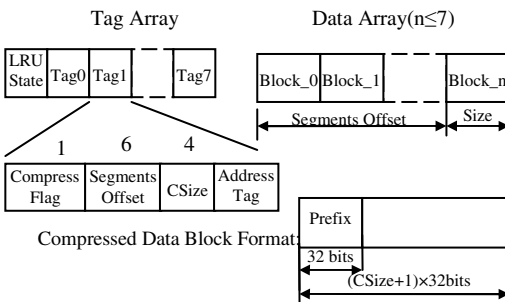 Tag Array
Data Array(n≤7)
LRU State Tag0 Tag1 Tag7
Block_0 Block_1 Block_n
Segments Offset Size
1 6 4
Compress Flag Segments Offset CSize Address Tag
Prefix
Compressed Data Block Format:
32 bits
(CSize+1)×32bits